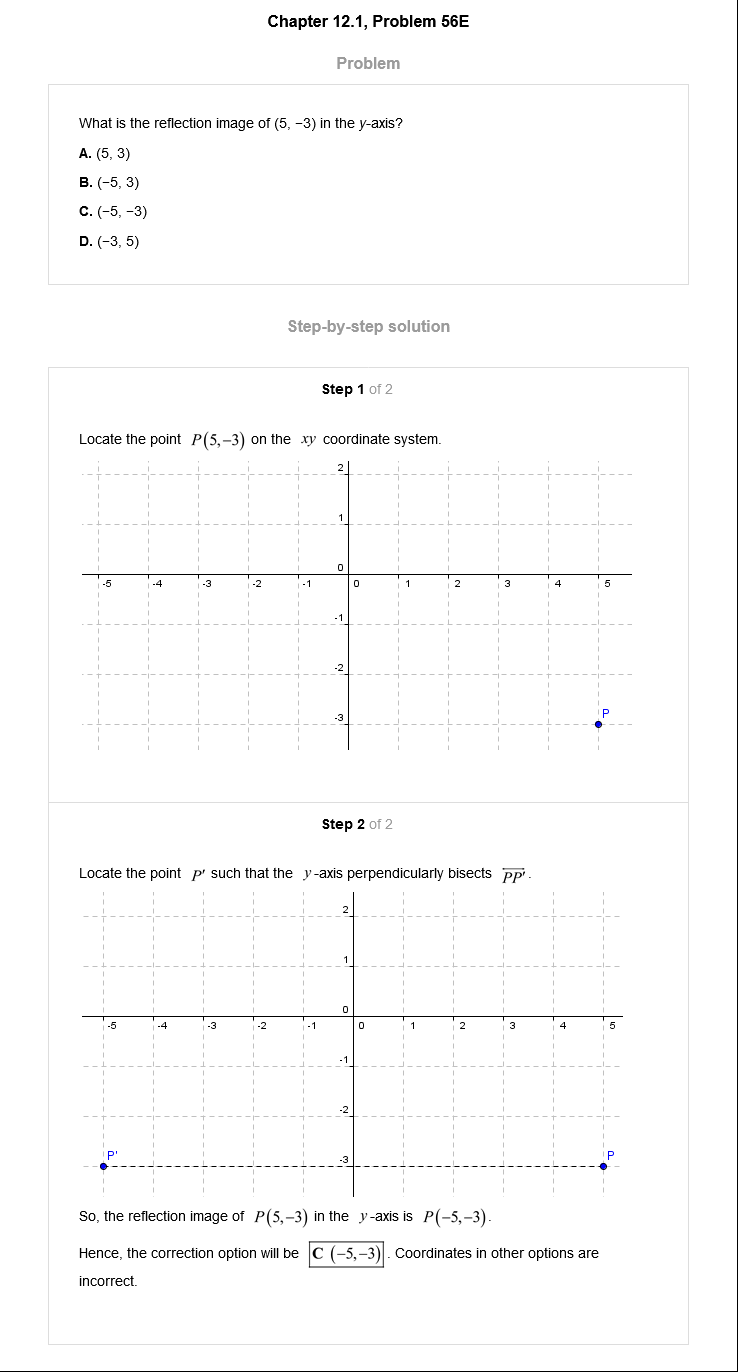 Chapter 12.1, Problem 56E
Problem
What is the reflection image of (5, −3) in the y-axis?
A. (5, 3)
B. (−5, 3)
C. (−5, −3)
D. (−3, 5)
Step-by-step solution
Step 1 of 2
Locate the point P(5,−3) on the xy coordinate system.
2
1
0
-5 -4 -3 -2 -1 0 1 2 3 4 5
-1
-2
-3
P
Step 2 of 2
Locate the point P′ such that the y-axis perpendicularly bisects PP′.
2
1
0
-5 -4 -3 -2 -1 0 1 2 3 4 5
-1
-2
P' -3 P
So, the reflection image of P(5,−3) in the y-axis is P(−5,−3).
Hence, the correction option will be C (−5,−3). Coordinates in other options are
incorrect.